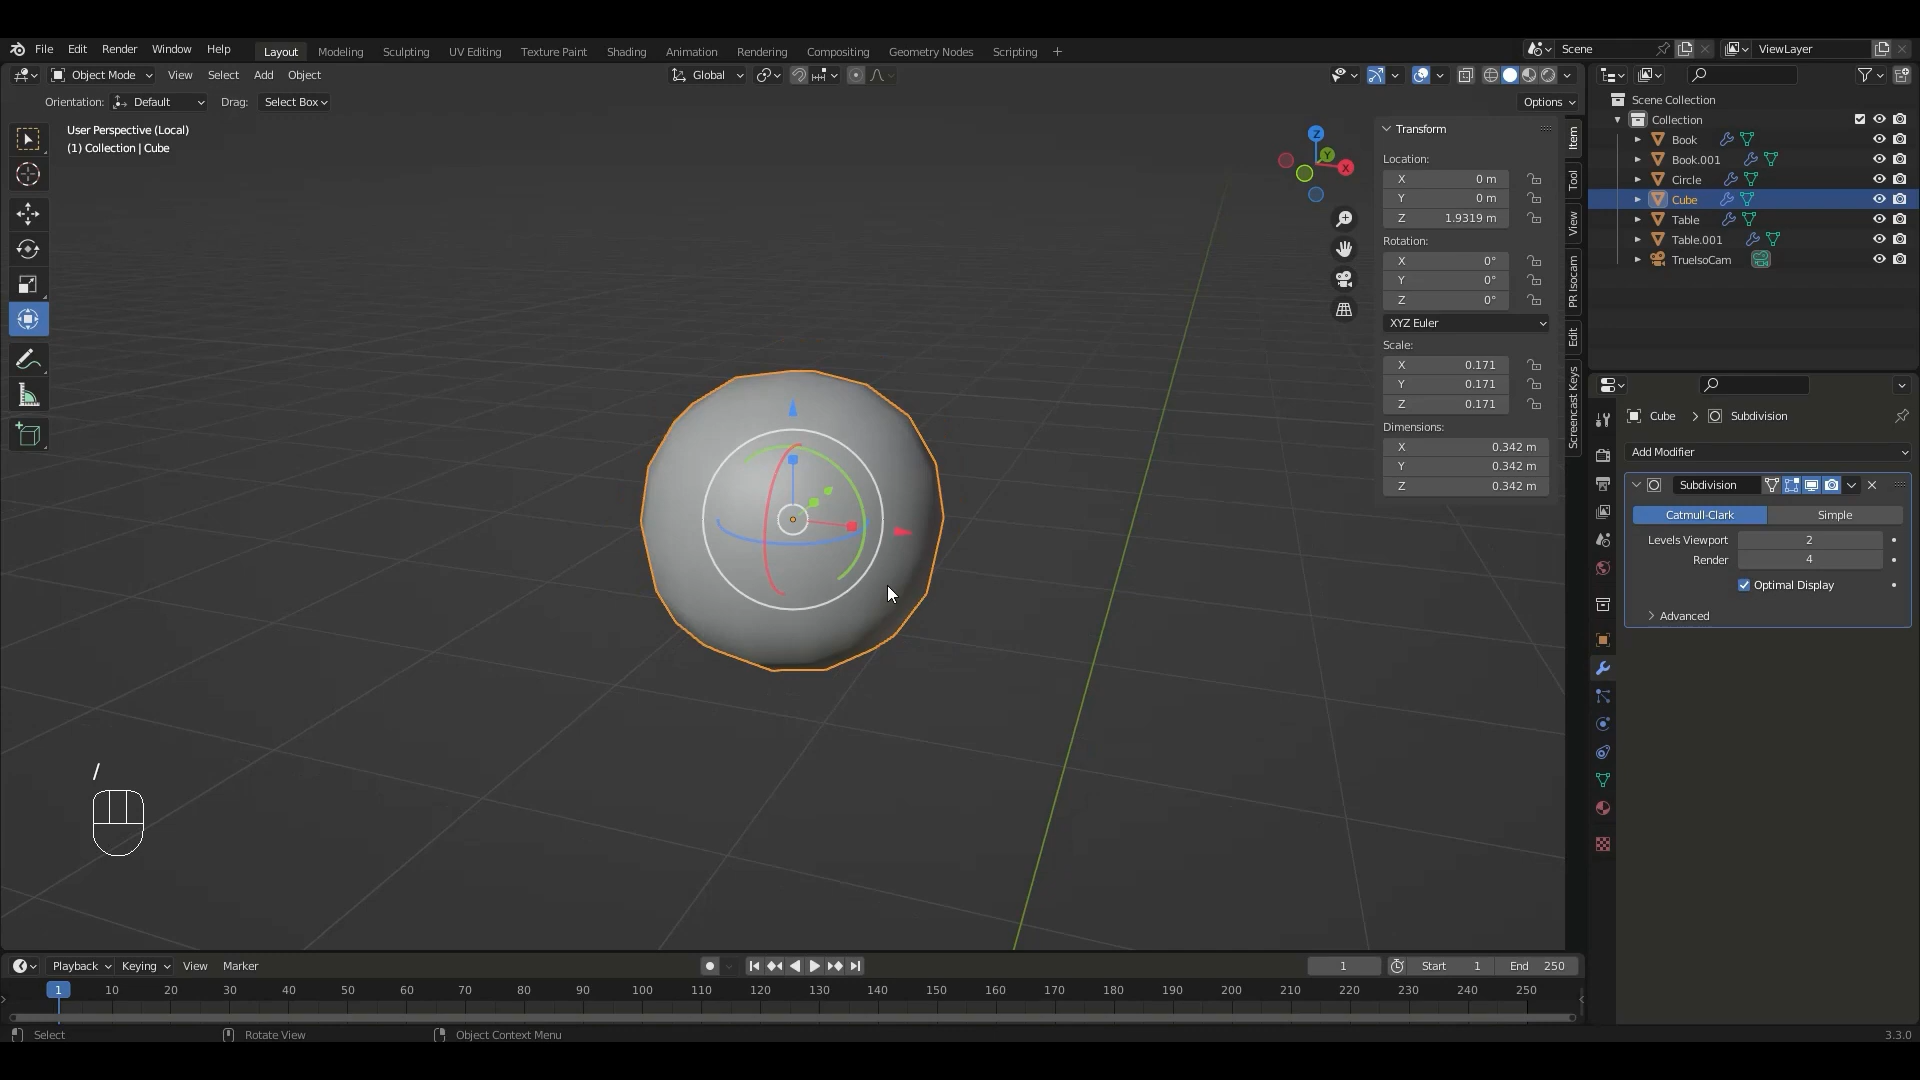 File Edit Render Window Help Layout Modeling Sculpting UV Editing Texture Paint Shading Animation Rendering Compositing Geometry Nodes Scripting + Scene ViewLayer
Object Mode View Select Add Object Global
Orientation: Default Drag: Select Box Options
User Perspective (Local)
(1) Collection | Cube
Z
Y
X
Transform
Location:
X 0 m
Y 0 m
Z 1.9319 m
Rotation:
X 0°
Y 0°
Z 0°
XYZ Euler
Scale:
X 0.171
Y 0.171
Z 0.171
Dimensions:
X 0.342 m
Y 0.342 m
Z 0.342 m
Item
Tool
View
PR Isocam
Edit
Screencast Keys
Scene Collection
Collection
Book
Book.001
Circle
Cube
Table
Table.001
TrueIsoCam
Cube > Subdivision
Add Modifier
Subdivision
Catmull-Clark Simple
Levels Viewport 2
Render 4
Optimal Display
Advanced
/
Playback Keying View Marker 1 Start 1 End 250
1 10 20 30 40 50 60 70 80 90 100 110 120 130 140 150 160 170 180 190 200 210 220 230 240 250
Select Rotate View Object Context Menu 3.3.0